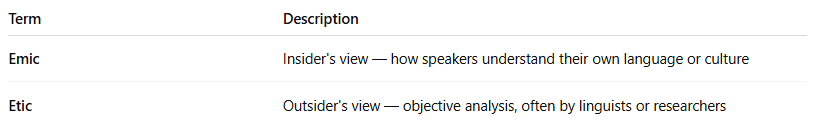 Term Description
Emic Insider's view — how speakers understand their own language or culture
Etic Outsider's view — objective analysis, often by linguists or researchers